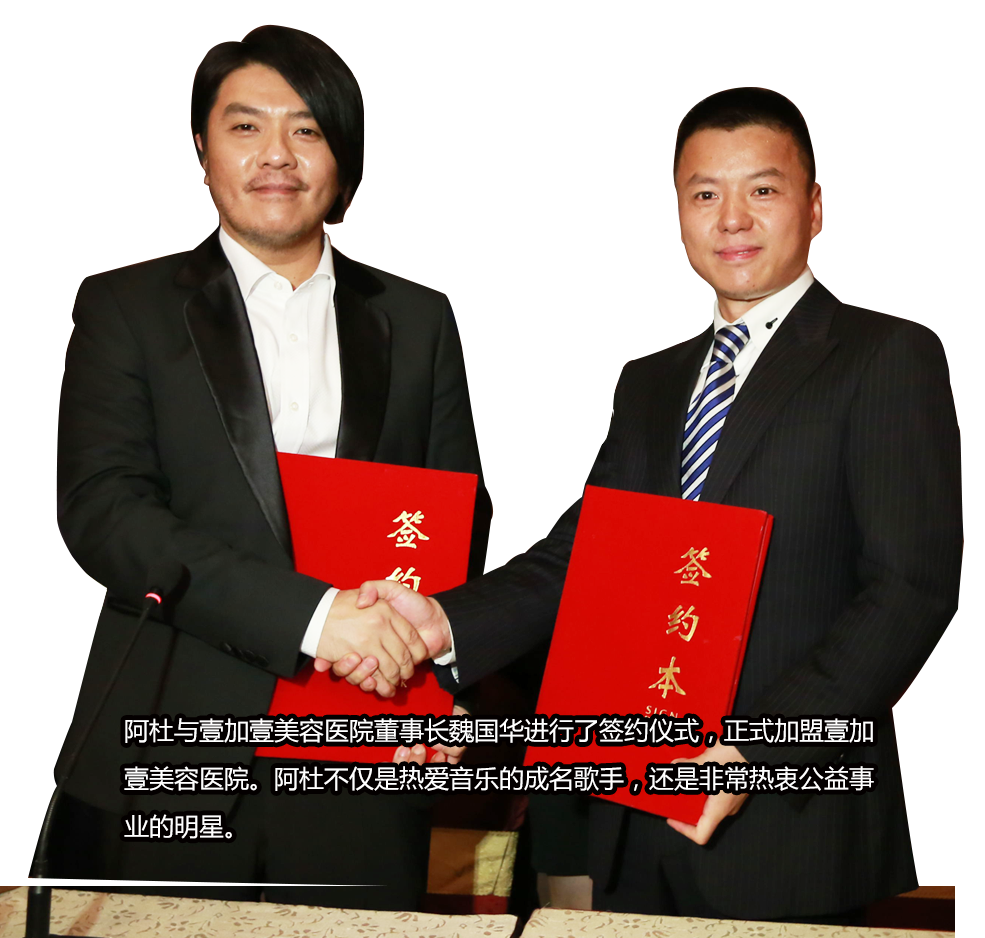 签
约
签
约
本
SIGN
阿杜与壹加壹美容医院董事长魏国华进行了签约仪式，正式加盟壹加
壹美容医院。阿杜不仅是热爱音乐的成名歌手，还是非常热衷公益事
业的明星。